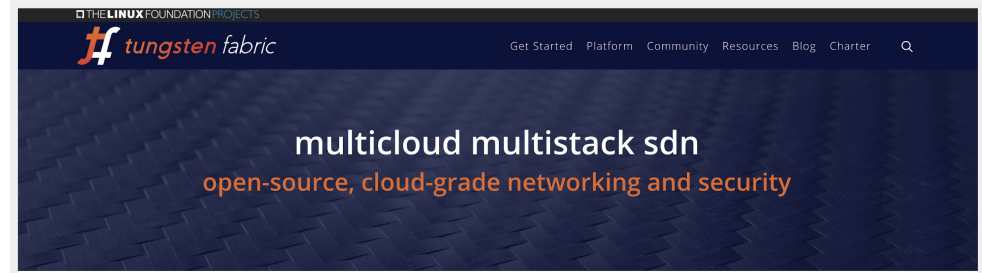 THE LINUX FOUNDATION PROJECTS
tungsten fabric
Get Started Platform Community Resources Blog Charter
multicloud multistack sdn
open-source, cloud-grade networking and security